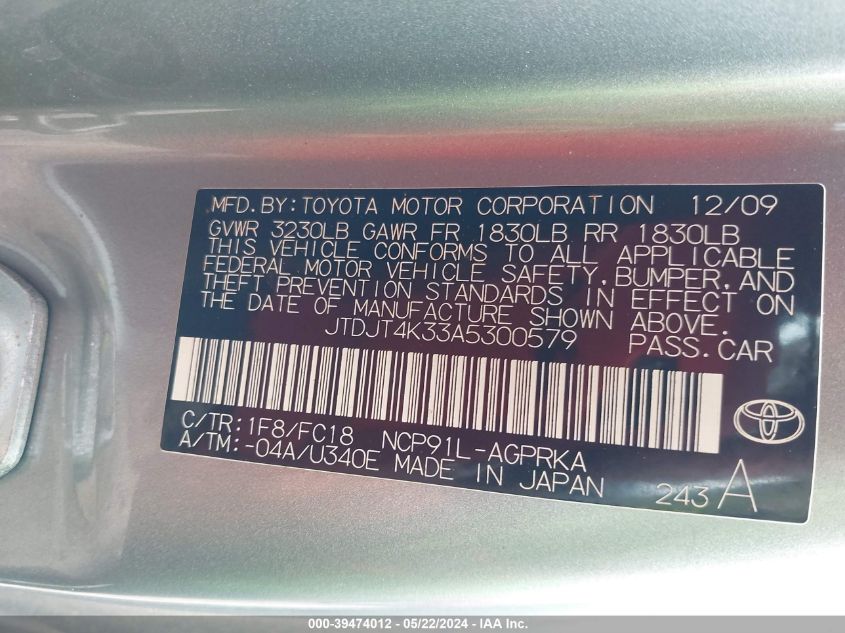 MFD. BY: TOYOTA MOTOR CORPORATION 12/09
GVWR 3230LB GAWR FR 1830LB RR 1830LB
THIS VEHICLE CONFORMS TO ALL APPLICABLE
FEDERAL MOTOR VEHICLE SAFETY, BUMPER, AND
THEFT PREVENTION STANDARDS IN EFFECT ON
THE DATE OF MANUFACTURE SHOWN ABOVE.
JTDJT4K33A5300579 PASS. CAR
C/TR: 1F8/FC18 NCP91L-AGPRKA
A/TM: -04A/U340E MADE IN JAPAN
243 A
000-39474012 - 05/22/2024 - IAA Inc.